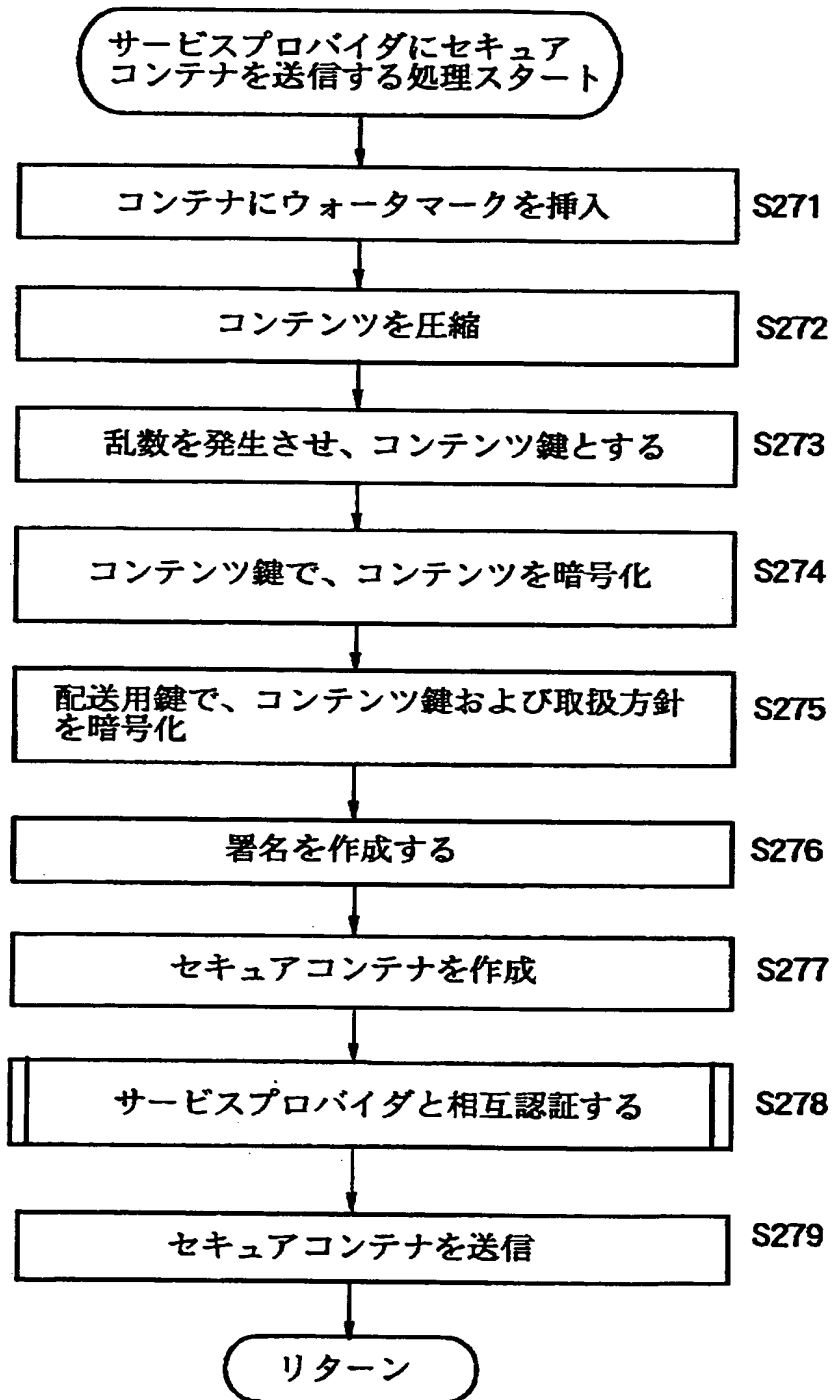 サービスプロバイダにセキュア
コンテナを送信する処理スタート
コンテナにウォータマークを挿入
S271
コンテンツを圧縮
S272
乱数を発生させ、コンテンツ鍵とする
S273
コンテンツ鍵で、コンテンツを暗号化
S274
配送用鍵で、コンテンツ鍵および取扱方針
を暗号化
S275
署名を作成する
S276
セキュアコンテナを作成
S277
サービスプロバイダと相互認証する
S278
セキュアコンテナを送信
S279
リターン